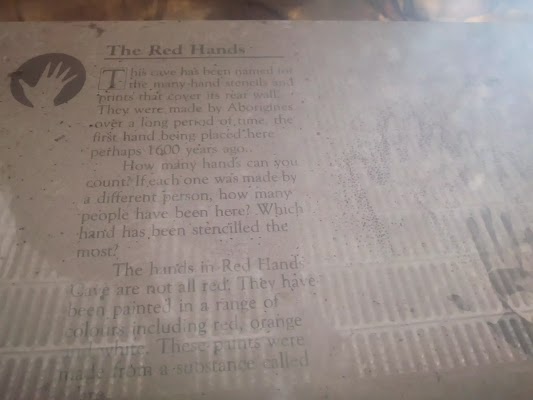 The Red Hands
This cave has been named for
the many hand stencils and
prints that cover its rear wall.
They were made by Aborigines
over a long period of time, the
first hand being placed here
perhaps 1600 years ago..
How many hands can you
count? If each one was made by
a different person, how many
people have been here? Which
hand has been stencilled the
most?
The hands in Red Hands
Cave are not all red. They have
been painted in a range of
colours including red, orange
white. These paints were
made from a substance called